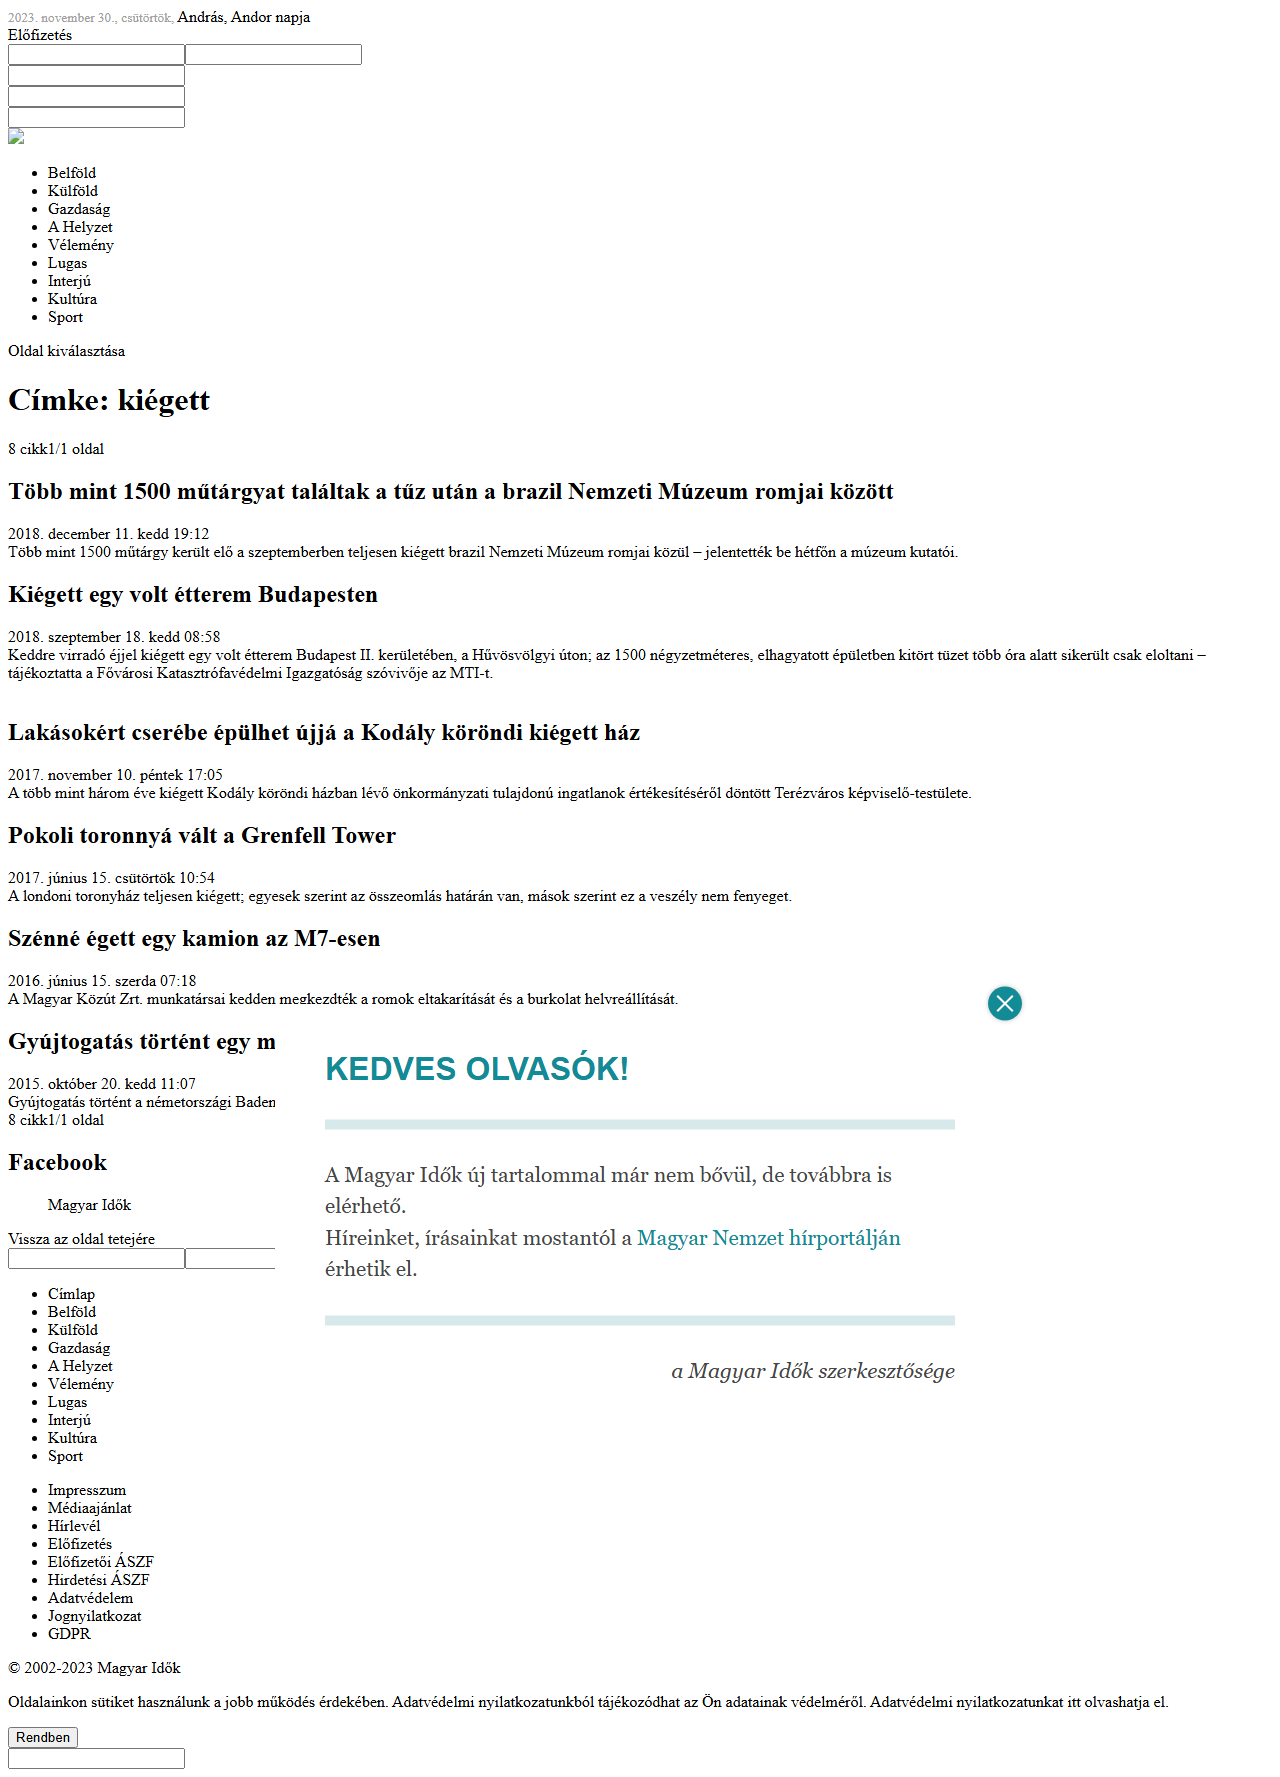 2023. november 30., csütörtök, András, Andor napja
Előfizetés
Belföld
Külföld
Gazdaság
A Helyzet
Vélemény
Lugas
Interjú
Kultúra
Sport
Oldal kiválasztása
Címke: kiégett
8 cikk1/1 oldal
Több mint 1500 műtárgyat találtak a tűz után a brazil Nemzeti Múzeum romjai között
2018. december 11. kedd 19:12
Több mint 1500 műtárgy került elő a szeptemberben teljesen kiégett brazil Nemzeti Múzeum romjai közül – jelentették be hétfőn a múzeum kutatói.
Kiégett egy volt étterem Budapesten
2018. szeptember 18. kedd 08:58
Keddre virradó éjjel kiégett egy volt étterem Budapest II. kerületében, a Hűvösvölgyi úton; az 1500 négyzetméteres, elhagyatott épületben kitört tüzet több óra alatt sikerült csak eloltani –
tájékoztatta a Fővárosi Katasztrófavédelmi Igazgatóság szóvivője az MTI-t.
Lakásokért cserébe épülhet újjá a Kodály köröndi kiégett ház
2017. november 10. péntek 17:05
A több mint három éve kiégett Kodály köröndi házban lévő önkormányzati tulajdonú ingatlanok értékesítéséről döntött Terézváros képviselő-testülete.
Pokoli toronnyá vált a Grenfell Tower
2017. június 15. csütörtök 10:54
A londoni toronyház teljesen kiégett; egyesek szerint az összeomlás határán van, mások szerint ez a veszély nem fenyeget.
Szénné égett egy kamion az M7-esen
2016. június 15. szerda 07:18
A Magyar Közút Zrt. munkatársai kedden megkezdték a romok eltakarítását és a burkolat helyreállítását.
Gyújtogatás történt egy m
2015. október 20. kedd 11:07
Gyújtogatás történt a németországi Baden
8 cikk1/1 oldal
Facebook
Magyar Idők
Vissza az oldal tetejére
KEDVES OLVASÓK!
A Magyar Idők új tartalommal már nem bővül, de továbbra is
elérhető.
Híreinket, írásainkat mostantól a Magyar Nemzet hírportálján
érhetik el.
a Magyar Idők szerkesztősége
Címlap
Belföld
Külföld
Gazdaság
A Helyzet
Vélemény
Lugas
Interjú
Kultúra
Sport
Impresszum
Médiaajánlat
Hírlevél
Előfizetés
Előfizetői ÁSZF
Hirdetési ÁSZF
Adatvédelem
Jognyilatkozat
GDPR
© 2002-2023 Magyar Idők
Oldalainkon sütiket használunk a jobb működés érdekében. Adatvédelmi nyilatkozatunkból tájékozódhat az Ön adatainak védelméről. Adatvédelmi nyilatkozatunkat itt olvashatja el.
Rendben